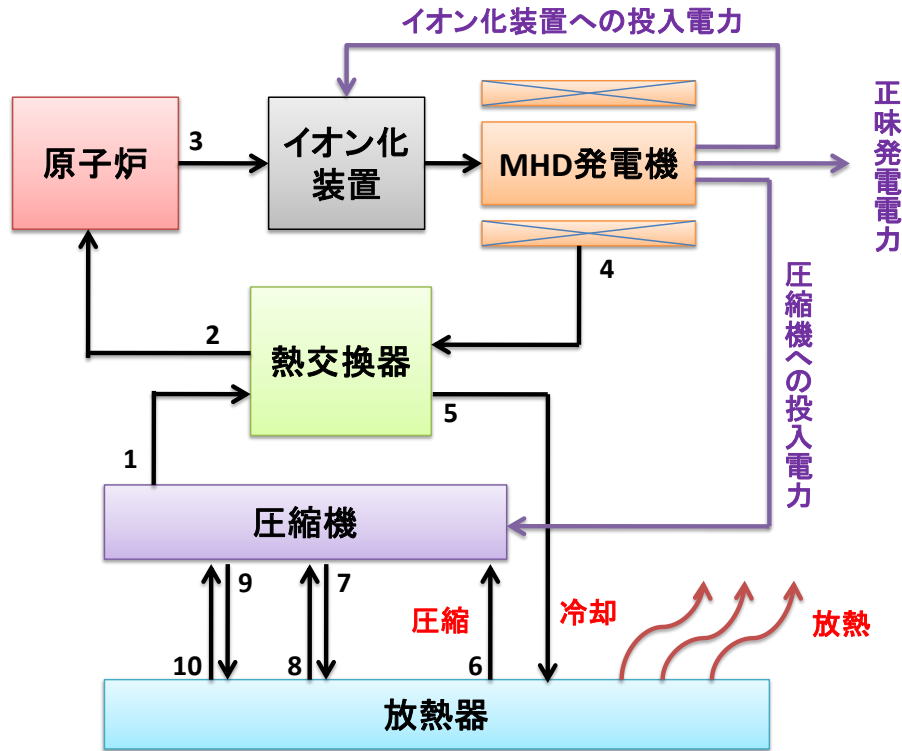 イオン化装置への投入電力
原子炉
3
イオン化
装置
MHD発電機
正味発電電力
4
圧縮機への投入電力
2
熱交換器
5
1
圧縮機
9
7
圧縮
冷却
放熱
10
8
6
放熱器